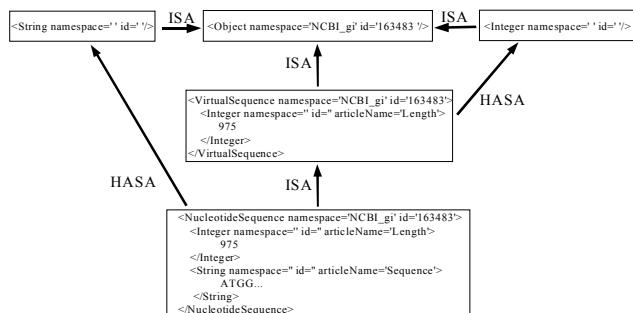 ISA
ISA
<String namespace=' ' id=' '/>
<Object namespace='NCBI_gi' id='163483 '/>
<Integer namespace=' ' id=' '/>
ISA
<VirtualSequence namespace='NCBI_gi' id='163483'>
<Integer namespace='' id='' articleName='Length'>
975
</Integer>
</VirtualSequence>
HASA
HASA
ISA
<NucleotideSequence namespace='NCBI_gi' id='163483'>
<Integer namespace='' id='' articleName='Length'>
975
</Integer>
<String namespace='' id='' articleName='Sequence'>
ATGG...
</String>
</NucleotideSequence>